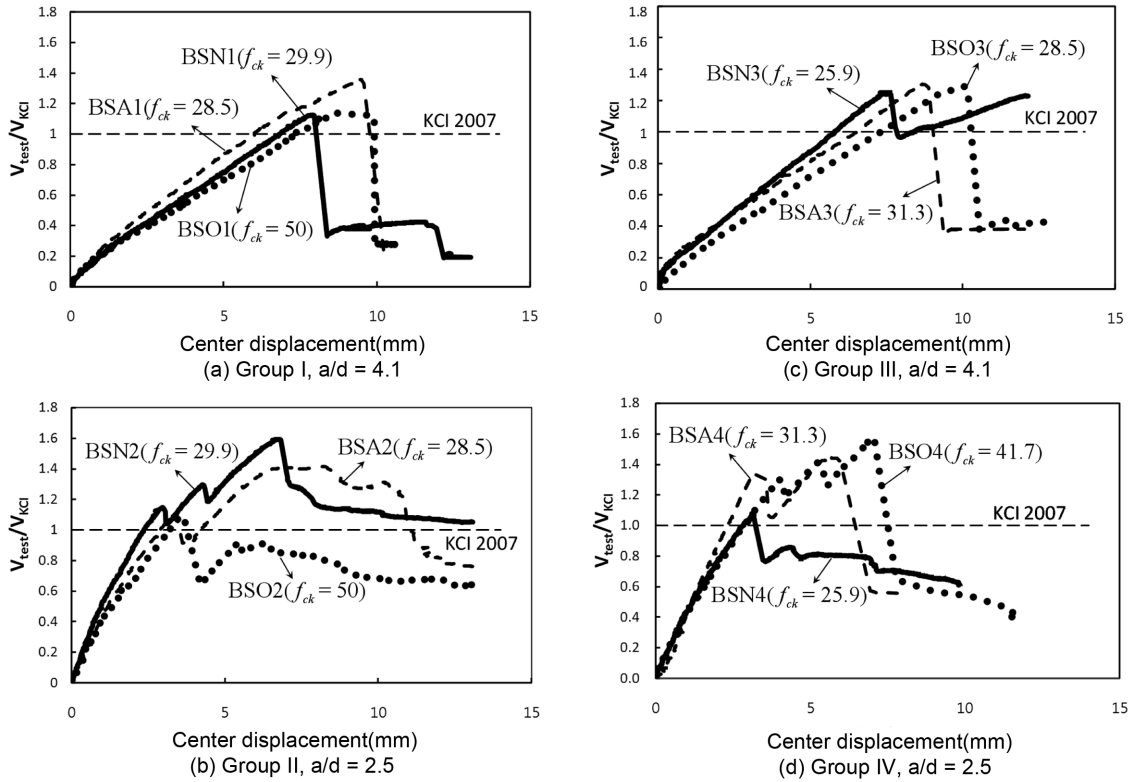 V_test/V_KCI
1.8
1.6
1.4
1.2
1
0.8
0.6
0.4
0.2
0
0
5
10
15
BSN1(f_ck = 29.9)
BSA1(f_ck = 28.5)
KCI 2007
BSO1(f_ck = 50)
Center displacement(mm)
(a) Group I, a/d = 4.1
V_test/V_KCI
1.8
1.6
1.4
1.2
1
0.8
0.6
0.4
0.2
0
0
5
10
15
BSO3(f_ck = 28.5)
BSN3(f_ck = 25.9)
KCI 2007
BSA3(f_ck = 31.3)
Center displacement(mm)
(c) Group III, a/d = 4.1
V_test/V_KCI
1.8
1.6
1.4
1.2
1
0.8
0.6
0.4
0.2
0
0
5
10
15
BSN2(f_ck = 29.9)
BSA2(f_ck = 28.5)
KCI 2007
BSO2(f_ck = 50)
Center displacement(mm)
(b) Group II, a/d = 2.5
V_test/V_KCI
1.8
1.6
1.4
1.2
1.0
0.8
0.6
0.4
0.2
0.0
0
5
10
15
BSA4(f_ck = 31.3)
BSO4(f_ck = 41.7)
KCI 2007
BSN4(f_ck = 25.9)
Center displacement(mm)
(d) Group IV, a/d = 2.5